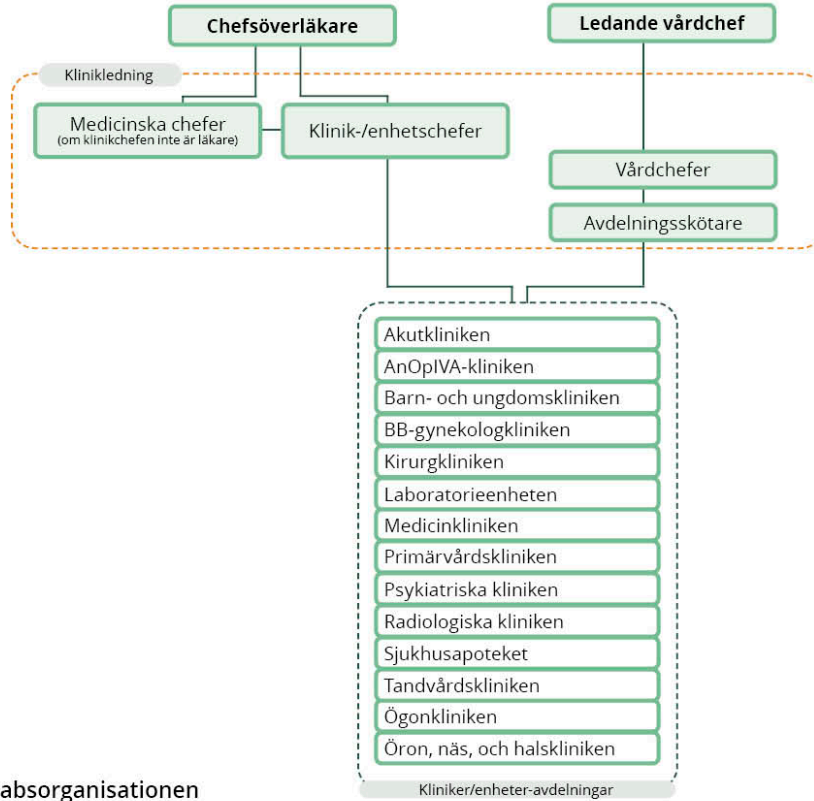 Chefsöverläkare
Ledande vårdchef
Klinikledning
Medicinska chefer
(om klinikchefen inte är läkare)
Klinik-/enhetschefer
Vårdchefer
Avdelningsskötare
Akutkliniken
AnOpIVA-kliniken
Barn- och ungdomskliniken
BB-gynekologkliniken
Kirurgkliniken
Laboratorieenheten
Medicinkliniken
Primärvårdskliniken
Psykiatriska kliniken
Radiologiska kliniken
Sjukhusapoteket
Tandvårdskliniken
Ögonkliniken
Öron, näs, och halskliniken
Kliniker/enheter-avdelningar
absorganisationen